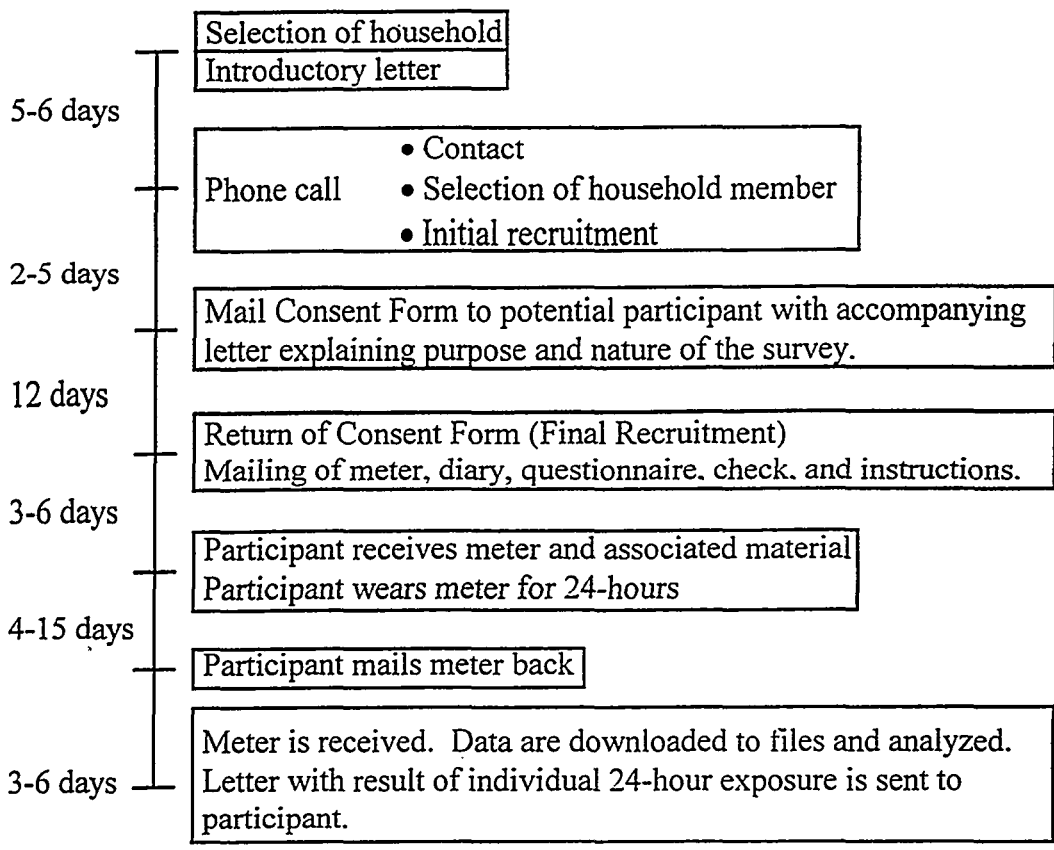 Selection of household
Introductory letter
5-6 days
• Contact
Phone call • Selection of household member
• Initial recruitment
2-5 days
Mail Consent Form to potential participant with accompanying
letter explaining purpose and nature of the survey.
12 days
Return of Consent Form (Final Recruitment)
Mailing of meter, diary, questionnaire. check. and instructions.
3-6 days
Participant receives meter and associated material
Participant wears meter for 24-hours
4-15 days
Participant mails meter back
Meter is received. Data are downloaded to files and analyzed.
3-6 days
Letter with result of individual 24-hour exposure is sent to
participant.